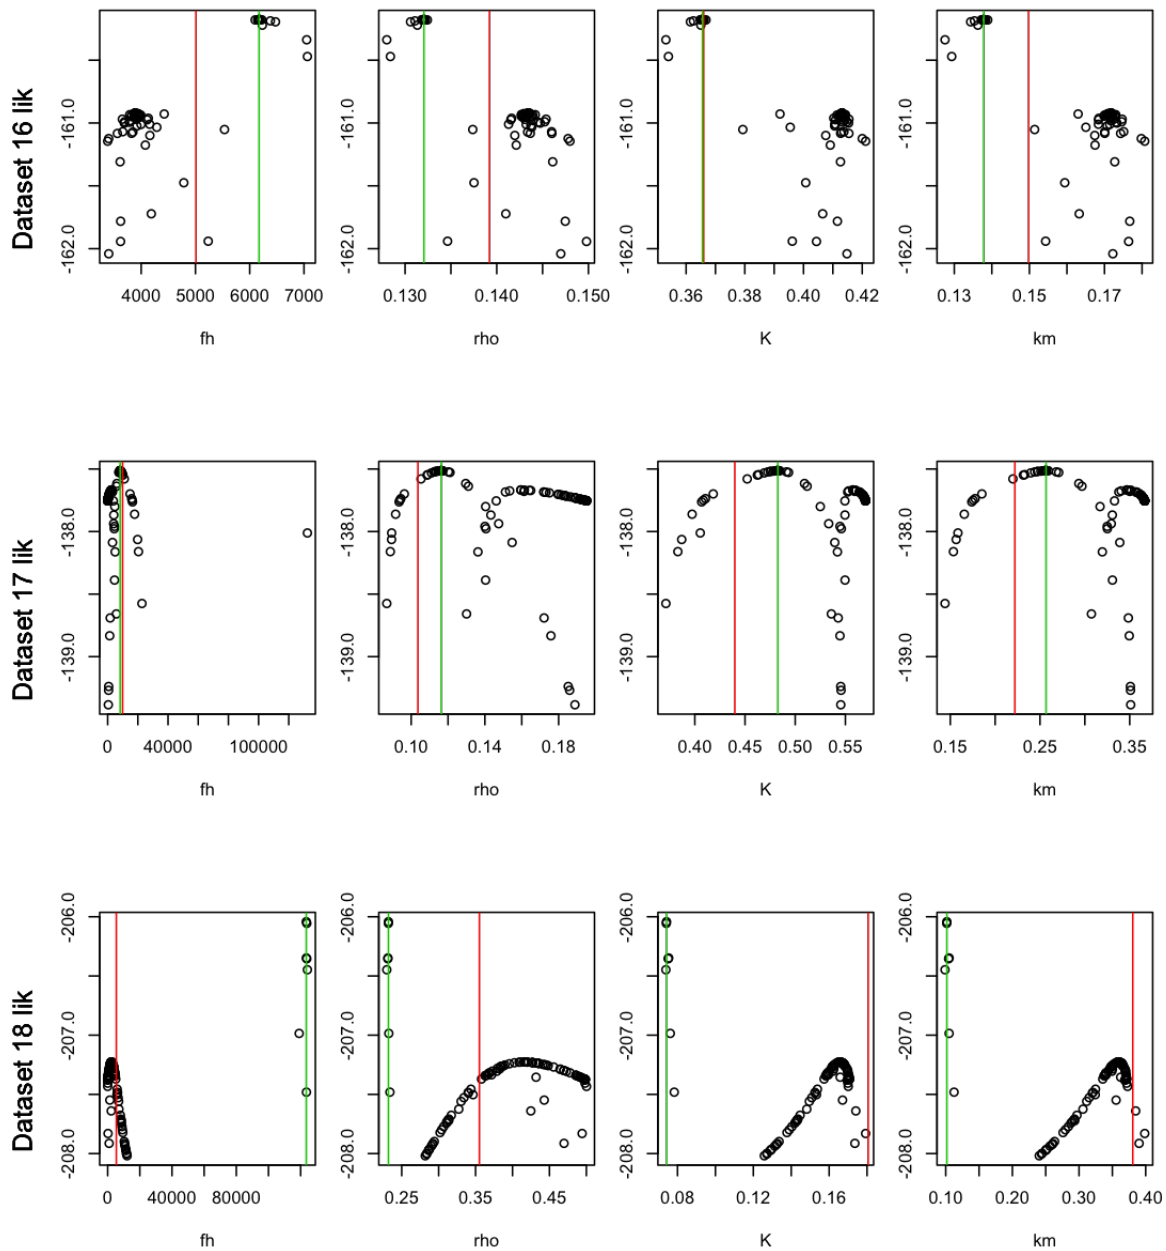 Dataset 16 lik
-162.0 -161.0
4000 5000 6000 7000
fh
0.130 0.140 0.150
rho
0.36 0.38 0.40 0.42
K
0.13 0.15 0.17
km
Dataset 17 lik
-139.0 -138.0
0 40000 100000
fh
0.10 0.14 0.18
rho
-139.0 -138.0
0.40 0.45 0.50 0.55
K
-139.0 -138.0
0.15 0.25 0.35
km
-139.0 -138.0
Dataset 18 lik
-208.0 -207.0 -206.0
0 40000 80000
fh
-208.0 -207.0 -206.0
0.25 0.35 0.45
rho
-208.0 -207.0 -206.0
0.08 0.12 0.16
K
-208.0 -207.0 -206.0
0.10 0.20 0.30 0.40
km
-162.0 -161.0
-162.0 -161.0
-162.0 -161.0